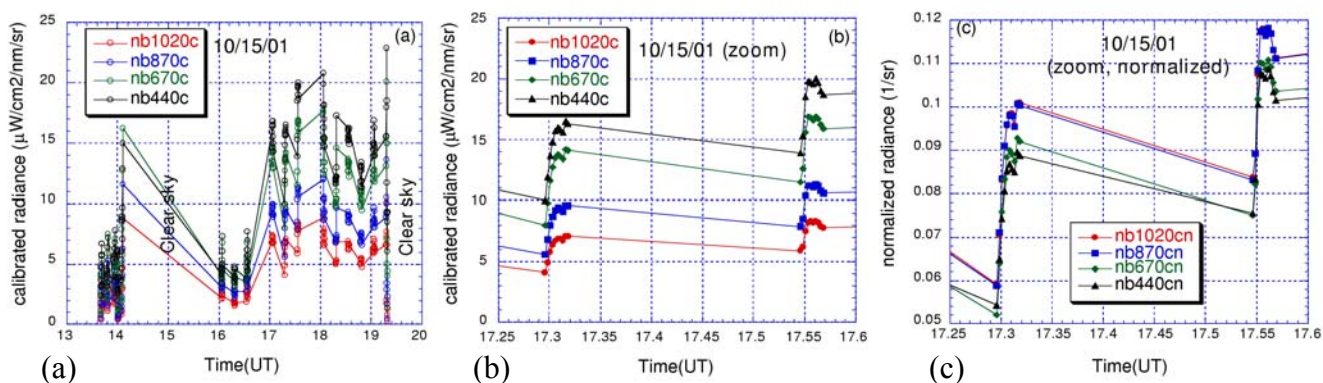 calibrated radiance (μW/cm2/nm/sr)
25
20
15
10
5
0
nb1020c
nb870c
nb670c
nb440c
10/15/01
(a)
Clear sky
Clear sky
13 14 15 16 17 18 19 20
Time(UT)
(a)
calibrated radiance (μW/cm2/nm/sr)
25
20
15
10
5
0
nb1020c
nb870c
nb670c
nb440c
10/15/01 (zoom)
(b)
17.25 17.3 17.35 17.4 17.45 17.5 17.55 17.6
Time(UT)
(b)
normalized radiance (1/sr)
0.12
0.11
0.1
0.09
0.08
0.07
0.06
0.05
(c)
10/15/01
(zoom, normalized)
nb1020cn
nb870cn
nb670cn
nb440cn
17.25 17.3 17.35 17.4 17.45 17.5 17.55 17.6
Time(UT)
(c)